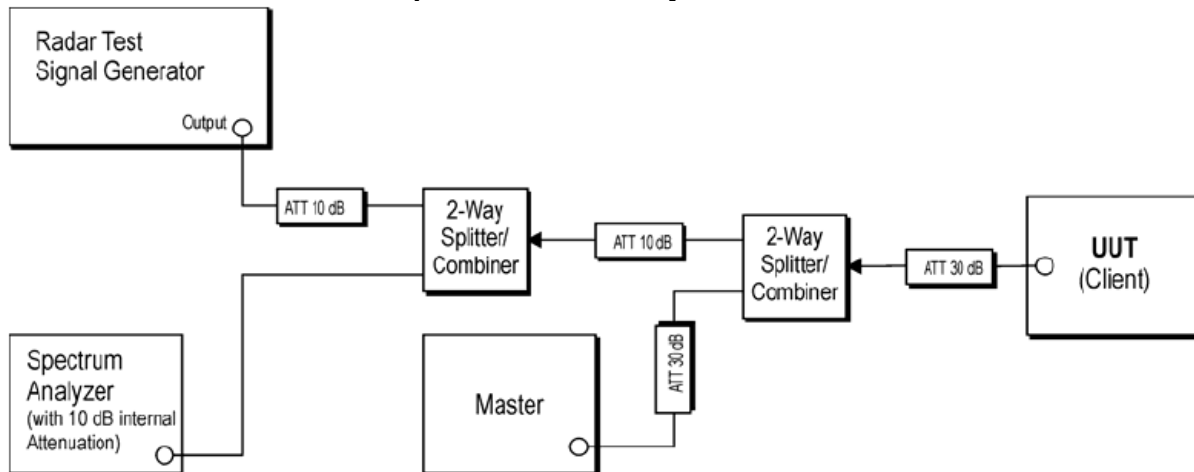 Radar Test
Signal Generator
Output
ATT 10 dB
2-Way
Splitter/
Combiner
ATT 10 dB
2-Way
Splitter/
Combiner
ATT 30 dB
UUT
(Client)
ATT 30 dB
Spectrum
Analyzer
(with 10 dB internal
Attenuation)
Master